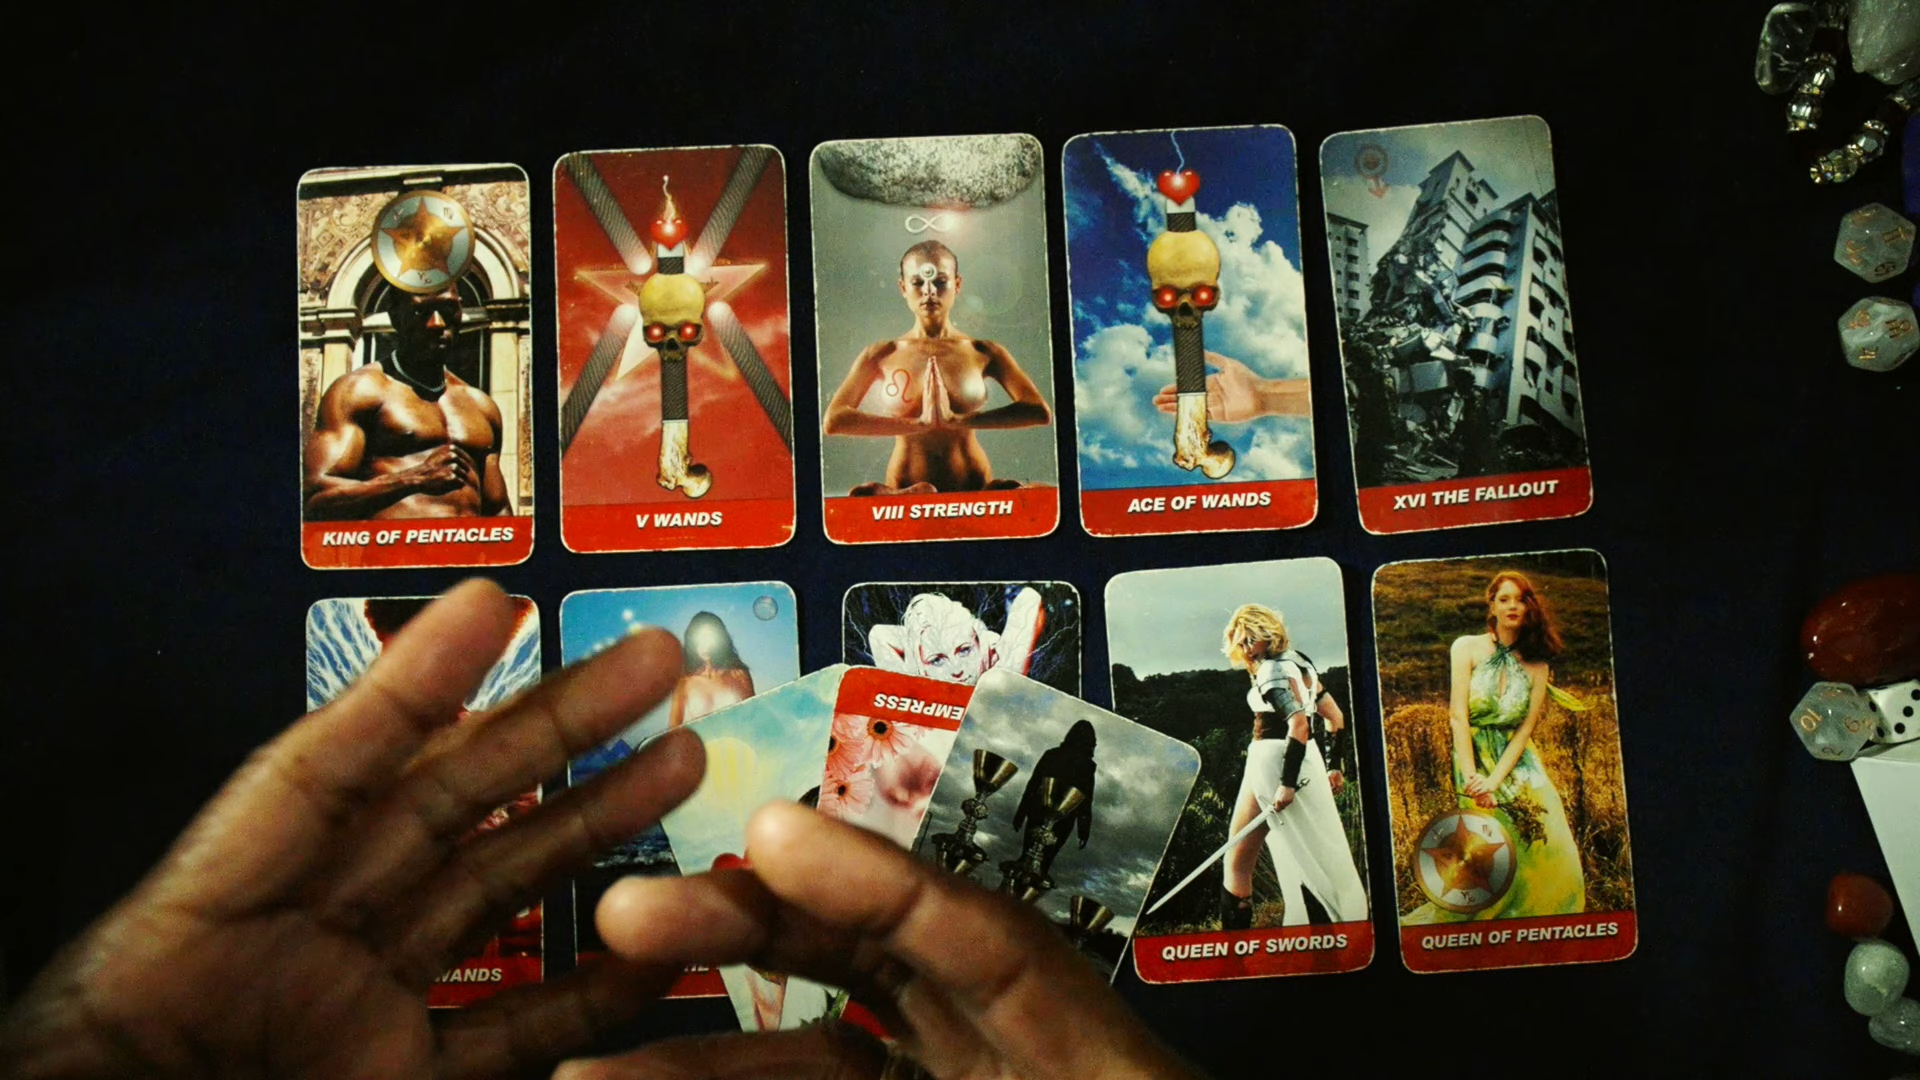 KING OF PENTACLES
V WANDS
VIII STRENGTH
ACE OF WANDS
XVI THE FALLOUT
EMPRESS
QUEEN OF SWORDS
QUEEN OF PENTACLES
WANDS